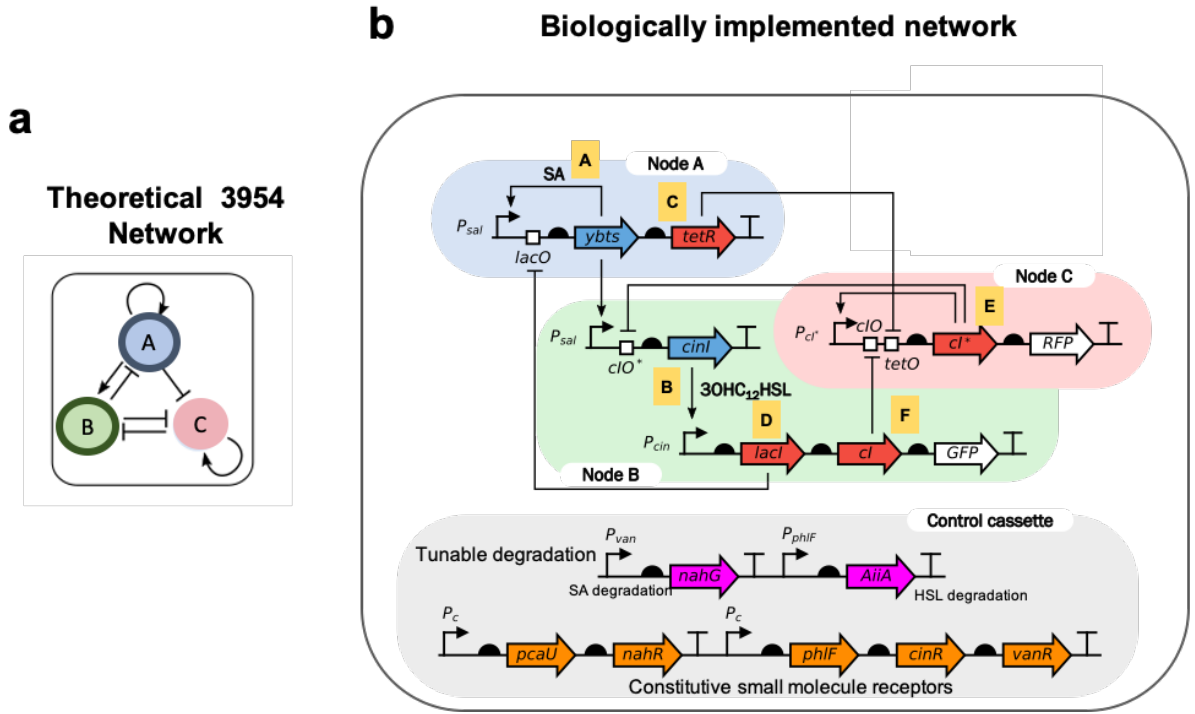 a
Theoretical 3954
Network
A
B
C
b
Biologically implemented network
A
Node A
SA
C
P_sal
ybts
tetR
lacO
Node C
E
P_cI*
cIO
cI*
RFP
tetO
P_sal
cinI
cIO*
B
3OHC₁₂HSL
D
F
P_cin
lacI
cI
GFP
Node B
Control cassette
P_van
P_phlF
Tunable degradation
nahG
AiiA
SA degradation
HSL degradation
P_c
P_c
pcaU
nahR
phlF
cinR
vanR
Constitutive small molecule receptors